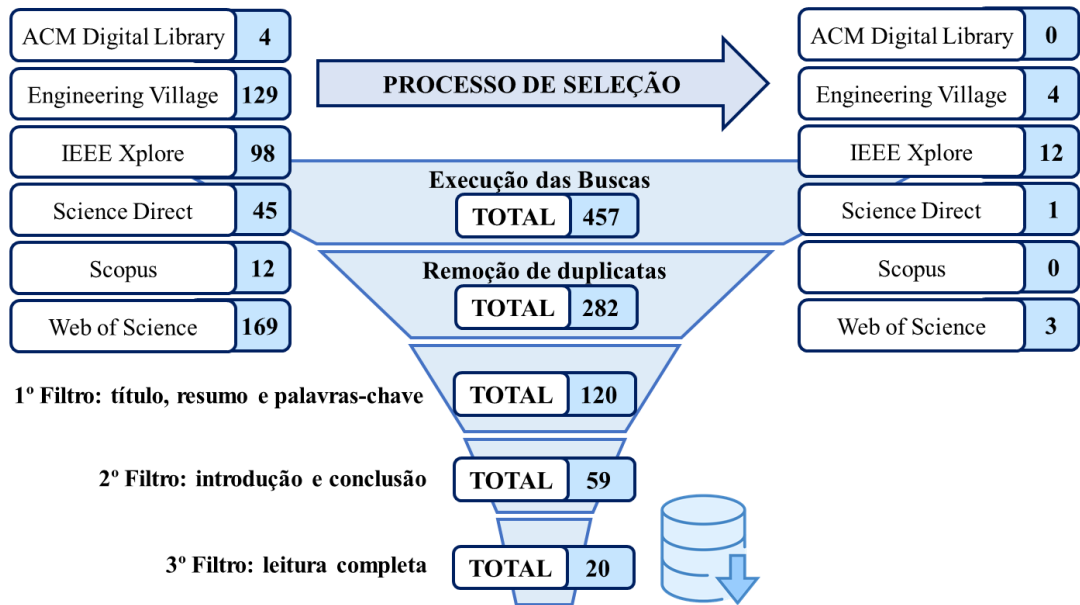 ACM Digital Library 4
Engineering Village 129
IEEE Xplore 98
Science Direct 45
Scopus 12
Web of Science 169
PROCESSO DE SELEÇÃO
ACM Digital Library 0
Engineering Village 4
IEEE Xplore 12
Science Direct 1
Scopus 0
Web of Science 3
Execução das Buscas
TOTAL 457
Remoção de duplicatas
TOTAL 282
1º Filtro: título, resumo e palavras-chave TOTAL 120
2º Filtro: introdução e conclusão TOTAL 59
3º Filtro: leitura completa TOTAL 20